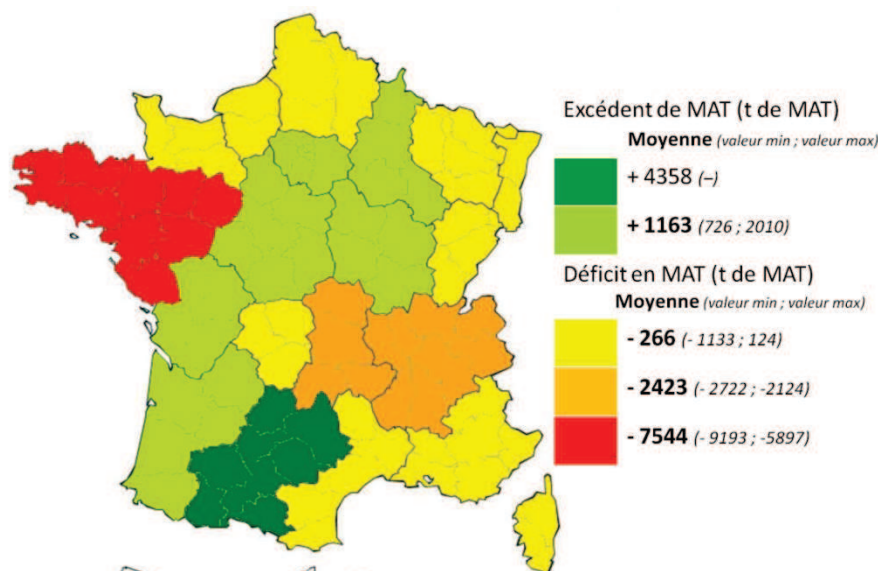 Excédent de MAT (t de MAT)
Moyenne (valeur min ; valeur max)
+ 4358 (–)
+ 1163 (726 ; 2010)
Déficit en MAT (t de MAT)
Moyenne (valeur min ; valeur max)
- 266 (- 1133 ; 124)
- 2423 (- 2722 ; -2124)
- 7544 (- 9193 ; -5897)